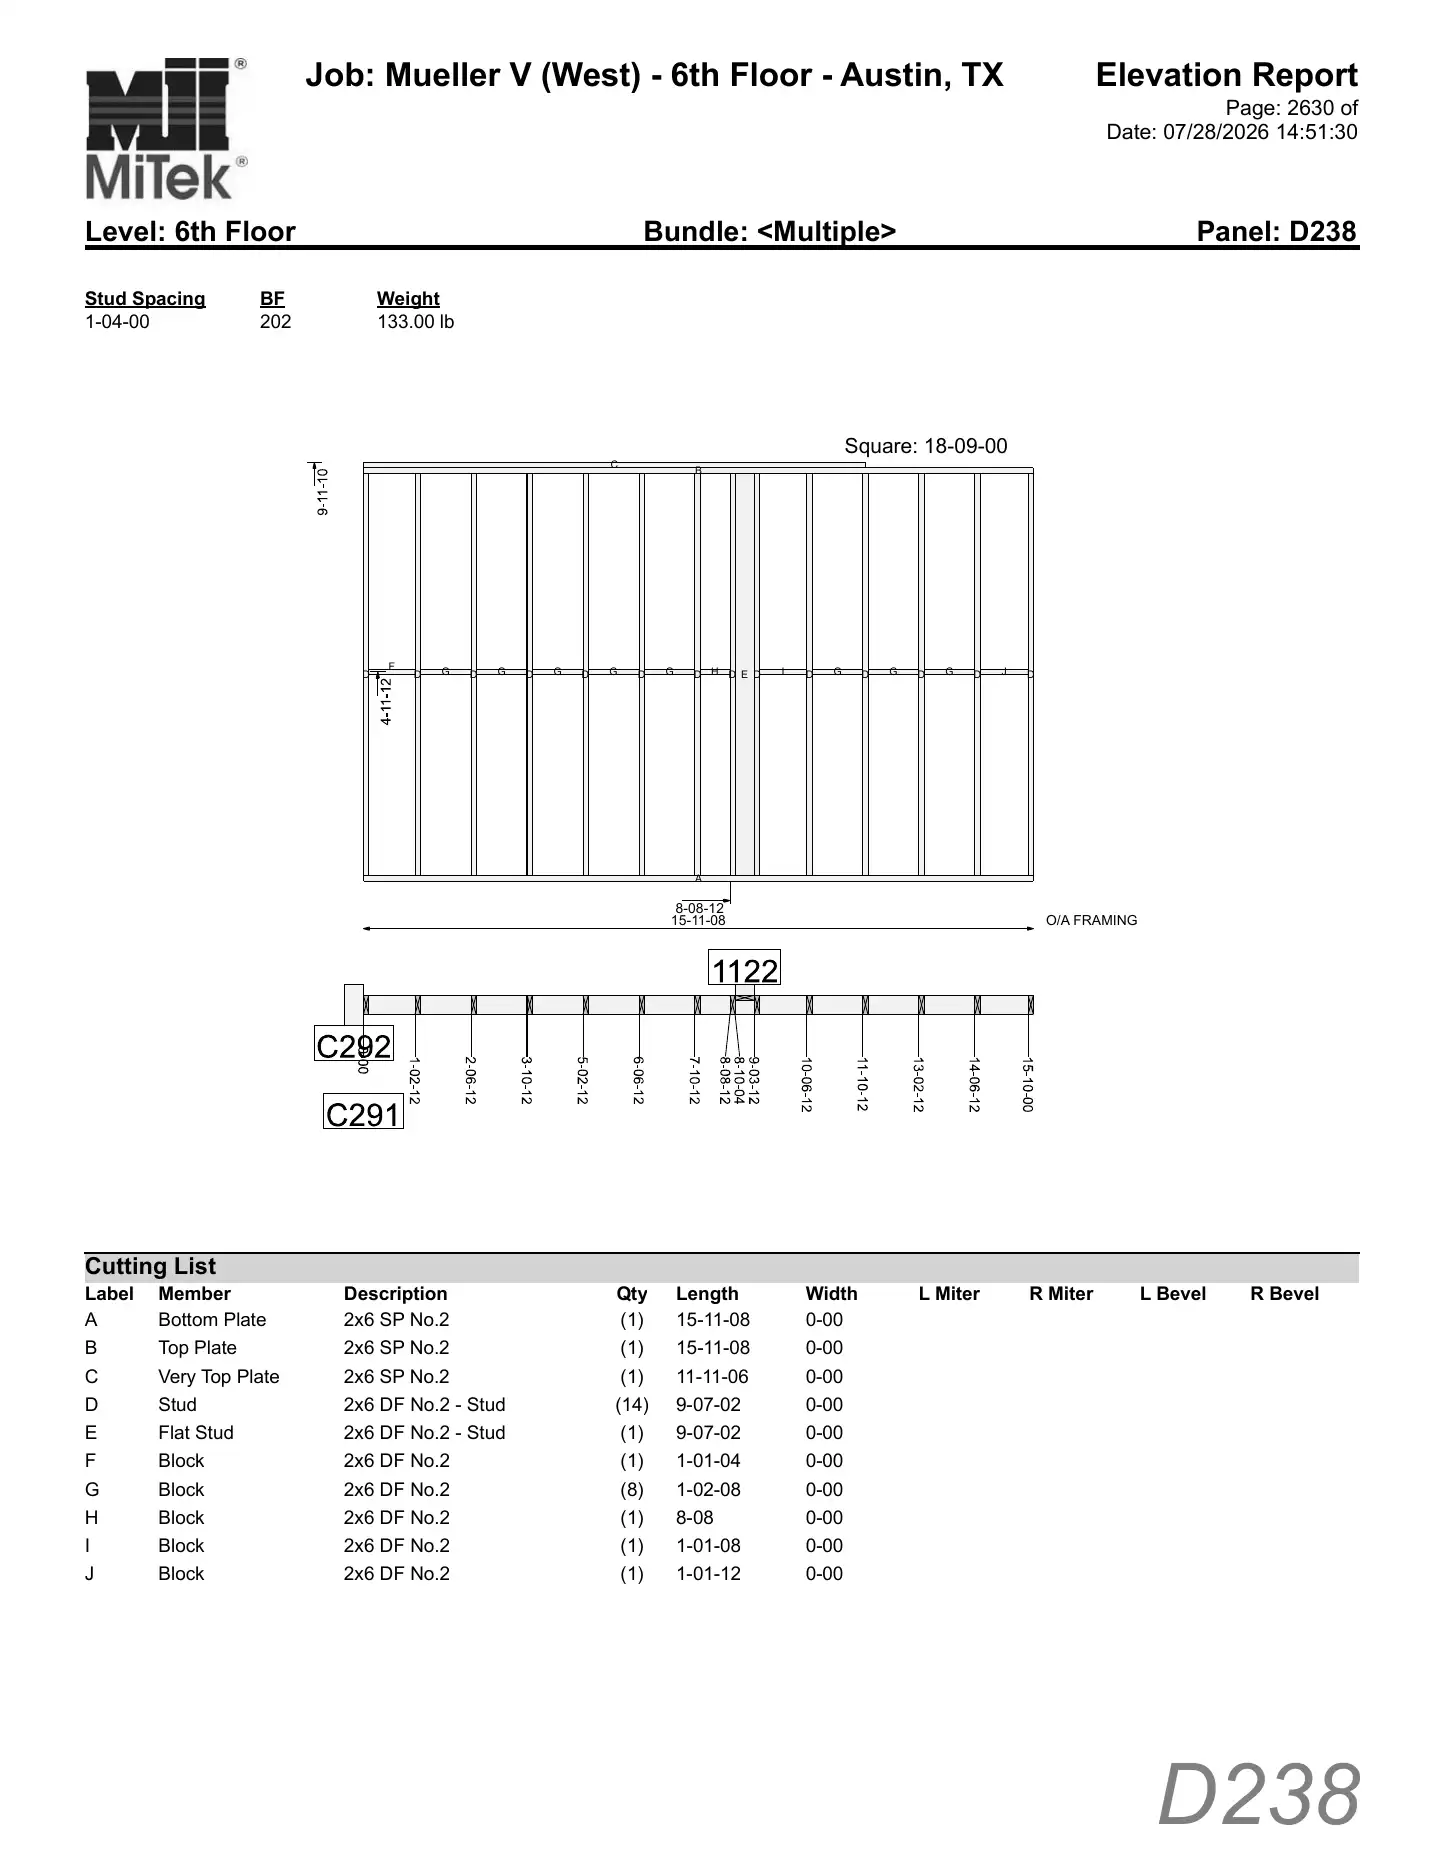 Job: Mueller V (West) - 6th Floor - Austin, TX
Elevation Report
Page: 2630 of
Date: 07/28/2026 14:51:30
MiTek®
Level: 6th Floor Bundle: <Multiple> Panel: D238
Stud Spacing BF Weight
1-04-00 202 133.00 lb
Square: 18-09-00
C
B
9-11-10
F G G G G G H E I G G G J
D D D D D D D D D D D D D D
4-11-12
A
8-08-12
15-11-08
O/A FRAMING
1122
C292
1-02-12 2-06-12 3-10-12 5-02-12 6-06-12 7-10-12 8-08-12 8-10-04 9-03-12 10-06-12 11-10-12 13-02-12 14-06-12 15-10-00
C291
Cutting List
Label Member Description Qty Length Width L Miter R Miter L Bevel R Bevel
A Bottom Plate 2x6 SP No.2 (1) 15-11-08 0-00
B Top Plate 2x6 SP No.2 (1) 15-11-08 0-00
C Very Top Plate 2x6 SP No.2 (1) 11-11-06 0-00
D Stud 2x6 DF No.2 - Stud (14) 9-07-02 0-00
E Flat Stud 2x6 DF No.2 - Stud (1) 9-07-02 0-00
F Block 2x6 DF No.2 (1) 1-01-04 0-00
G Block 2x6 DF No.2 (8) 1-02-08 0-00
H Block 2x6 DF No.2 (1) 8-08 0-00
I Block 2x6 DF No.2 (1) 1-01-08 0-00
J Block 2x6 DF No.2 (1) 1-01-12 0-00
D238